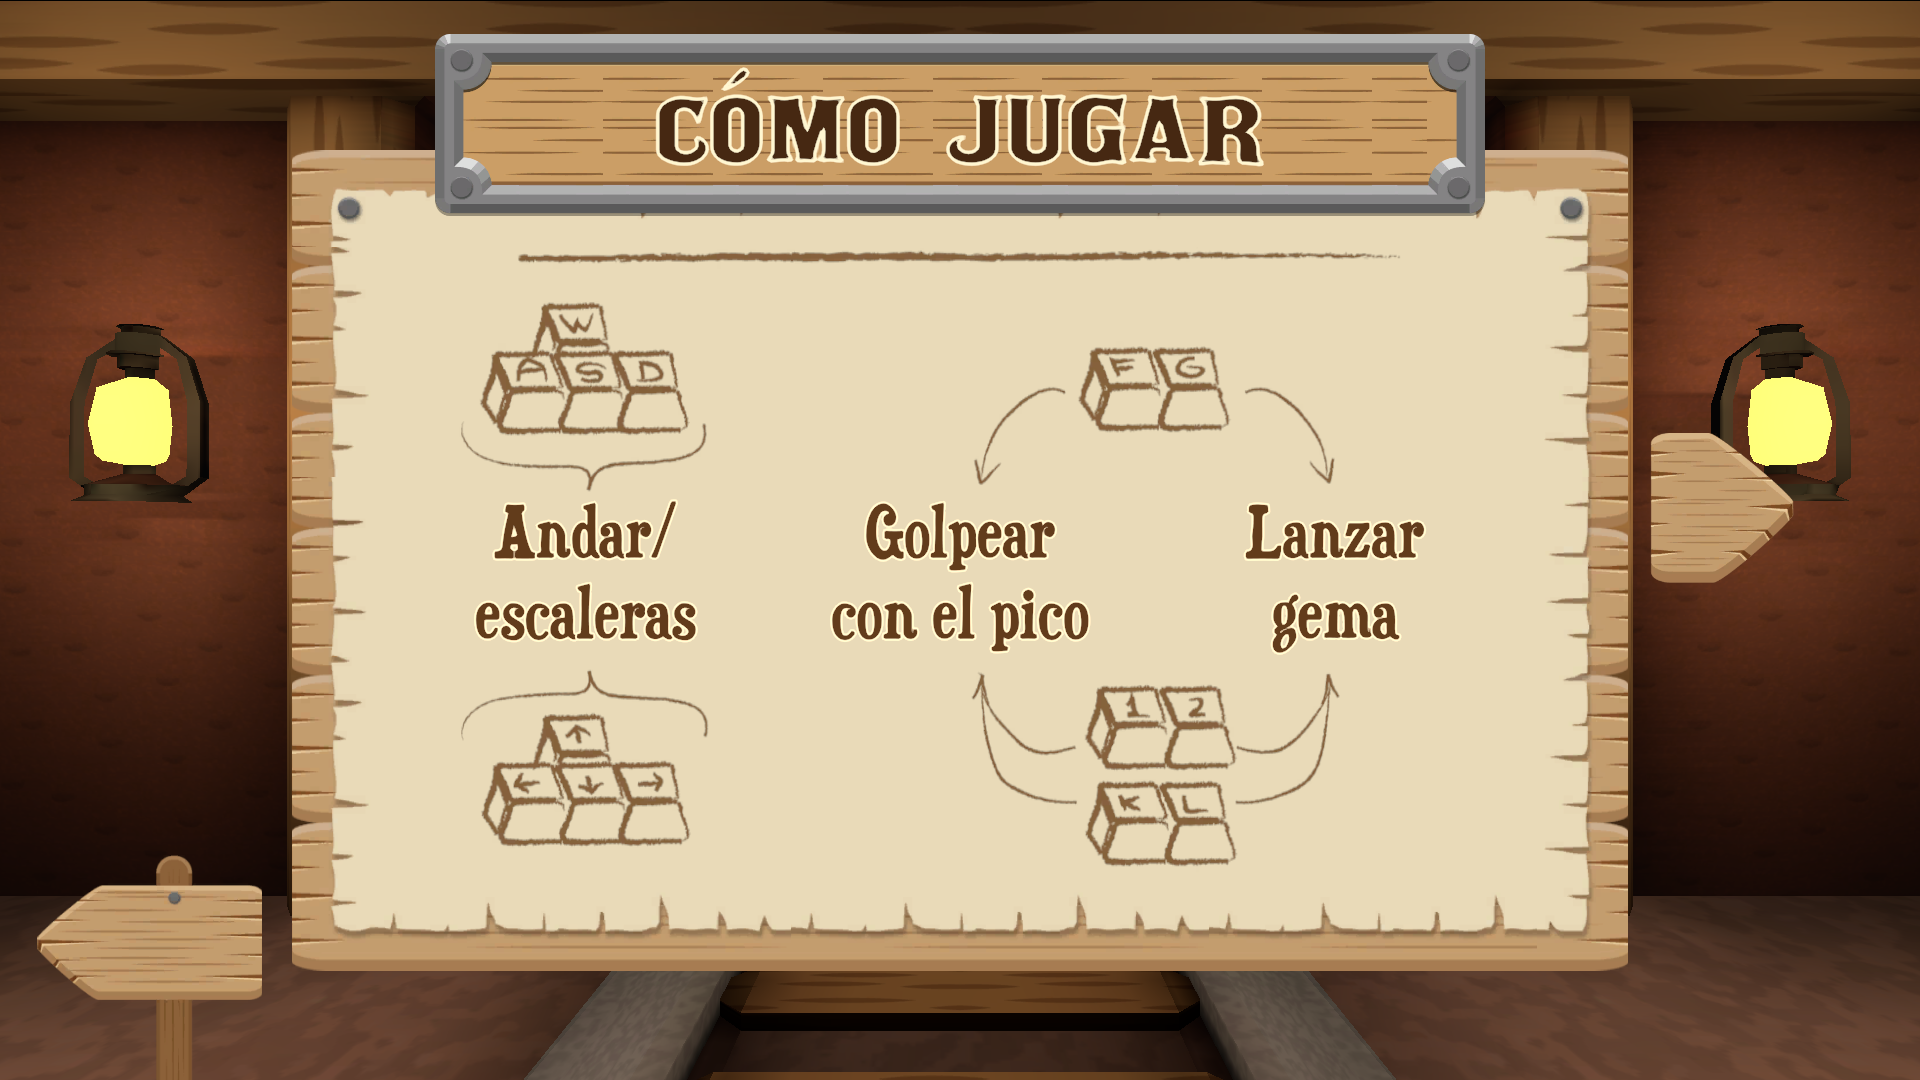 CÓMO JUGAR
W
A S D
F G
Andar/
escaleras
Golpear
con el pico
Lanzar
gema
↑
← ↓ →
1 2
K L